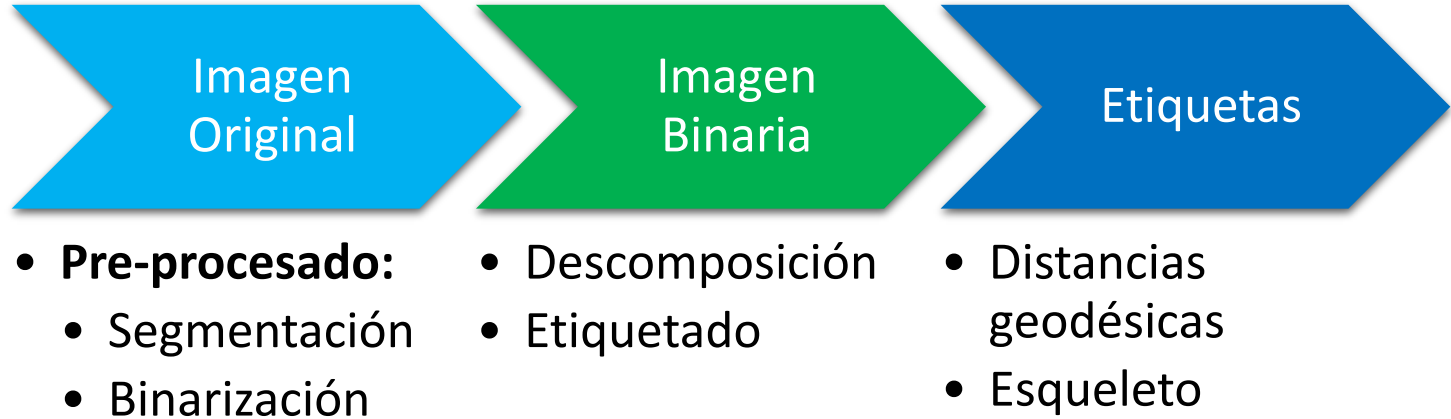 Imagen
Original
Imagen
Binaria
Etiquetas
• Pre-procesado:
• Segmentación
• Binarización
• Descomposición
• Etiquetado
• Distancias
geodésicas
• Esqueleto